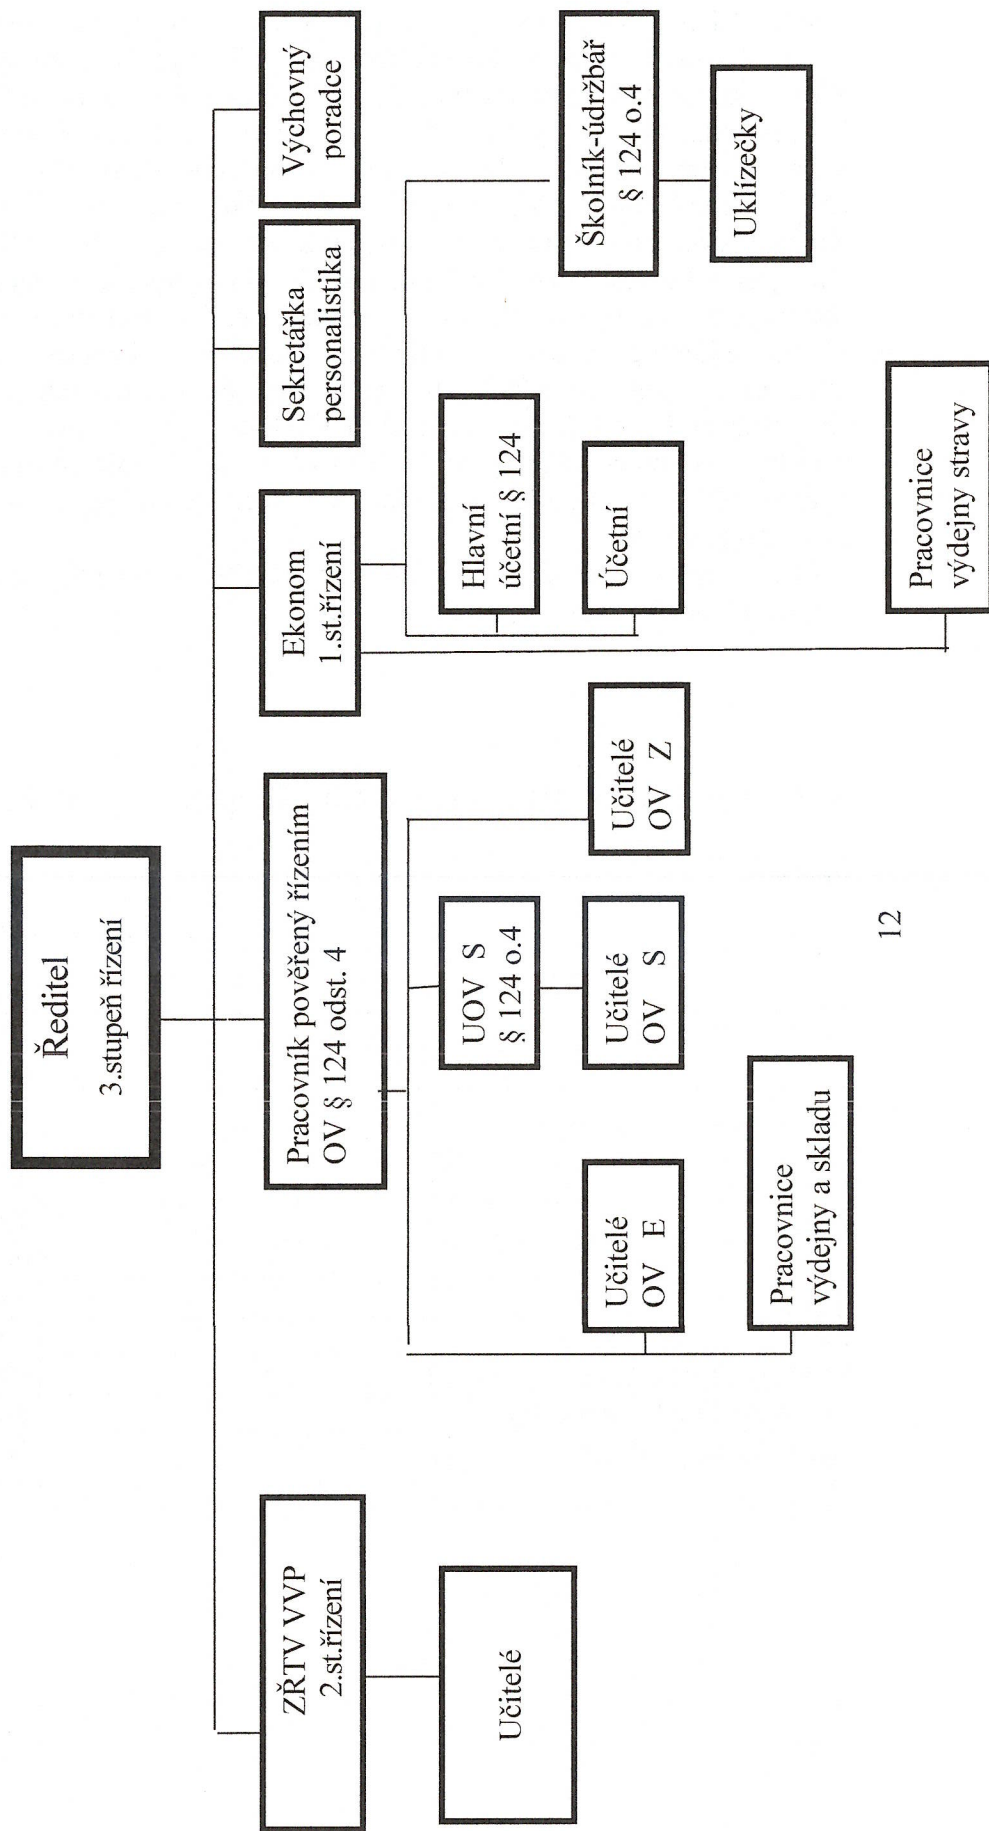 Ředitel
3.stupeň řízení
ZŘTV VVP
2.st.řízení
Učitelé
Pracovník pověřený řízením
OV § 124 odst. 4
Učitelé
OV E
Pracovnice
výdejny a skladu
UOV S
§ 124 o.4
Učitelé
OV S
Učitelé
OV Z
Ekonom
1.st.řízení
Hlavní
účetní § 124
Účetní
Pracovnice
výdejny stravy
Školník-údržbář
§ 124 o.4
Uklízečky
Sekretářka
personalistika
Výchovný
poradce
12